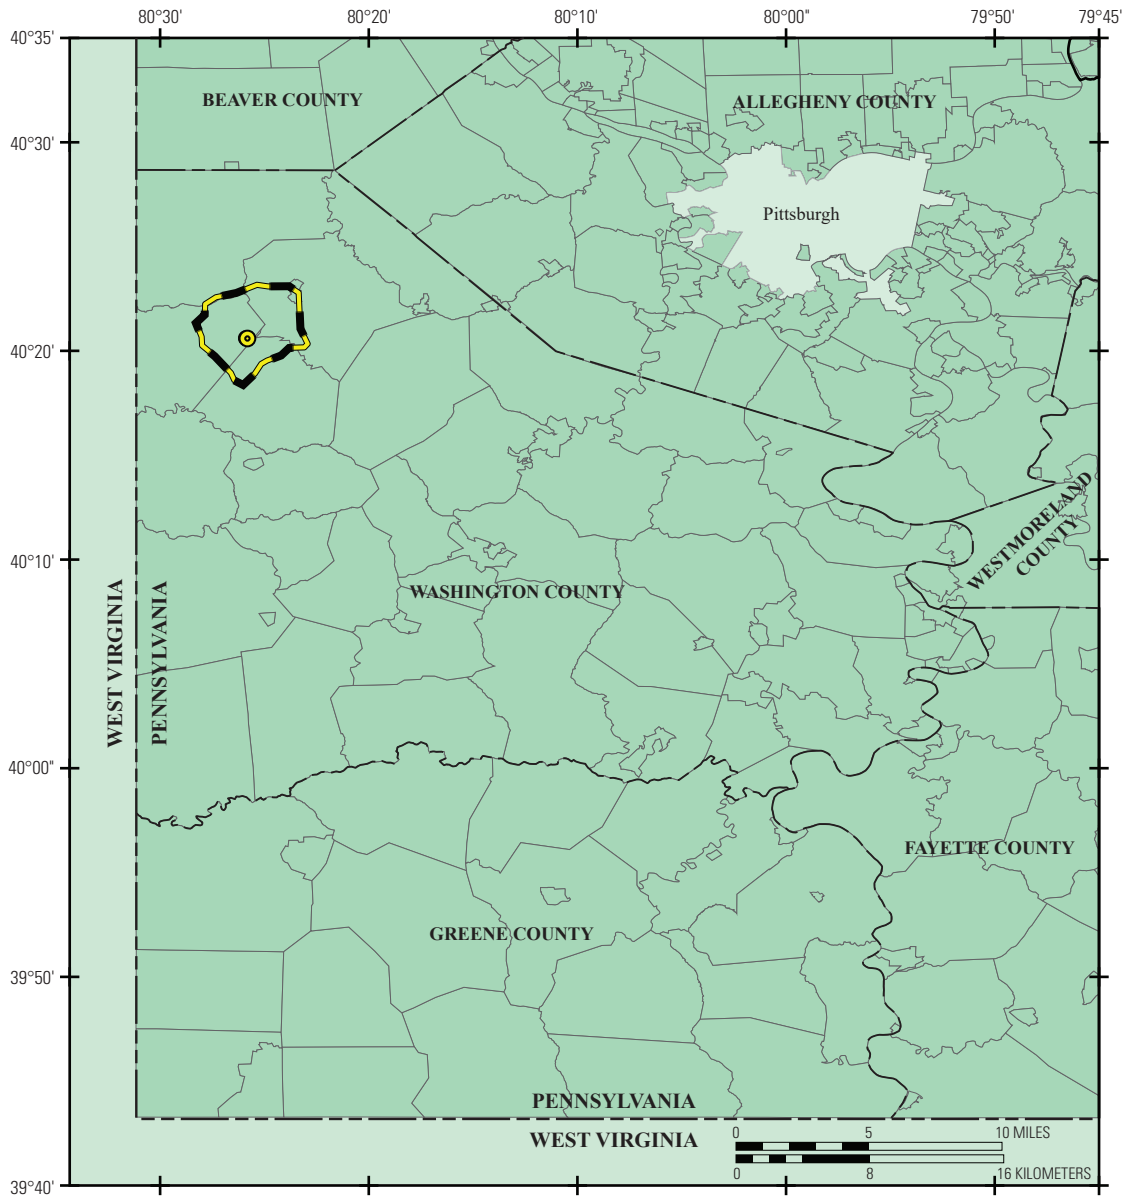 80°30'
80°20'
80°10'
80°00'
79°50'
79°45'
40°35'
BEAVER COUNTY
ALLEGHENY COUNTY
40°30'
Pittsburgh
40°20'
WESTMORELAND
COUNTY
40°10'
WASHINGTON COUNTY
WEST VIRGINIA
PENNSYLVANIA
40°00"
FAYETTE COUNTY
GREENE COUNTY
39°50'
PENNSYLVANIA
WEST VIRGINIA
0 5 10 MILES
0 8 16 KILOMETERS
39°40'